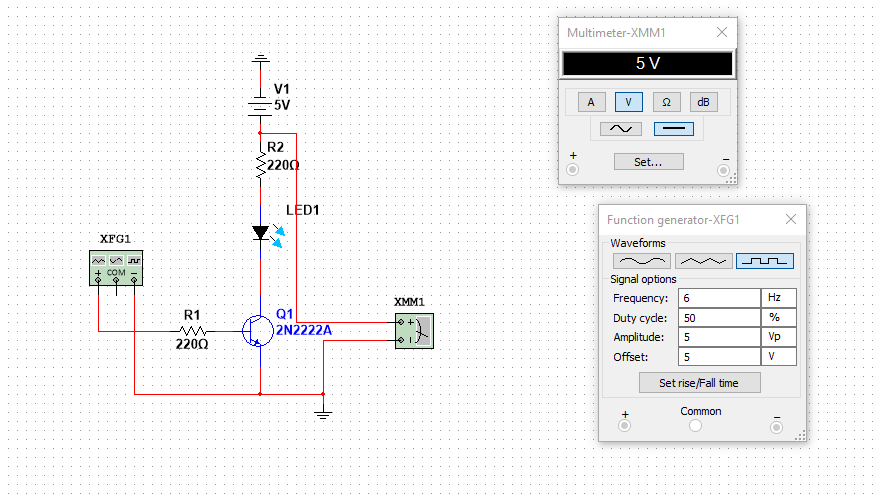 Multimeter-XMM1
5 V
A V Ω dB
+ Set... −
V1
5V
R2
220Ω
LED1
XFG1
+ COM −
R1
220Ω
Q1
2N2222A
XMM1
+
Function generator-XFG1
Waveforms
Signal options
Frequency: 6 Hz
Duty cycle: 50 %
Amplitude: 5 Vp
Offset: 5 V
Set rise/Fall time
+ Common −